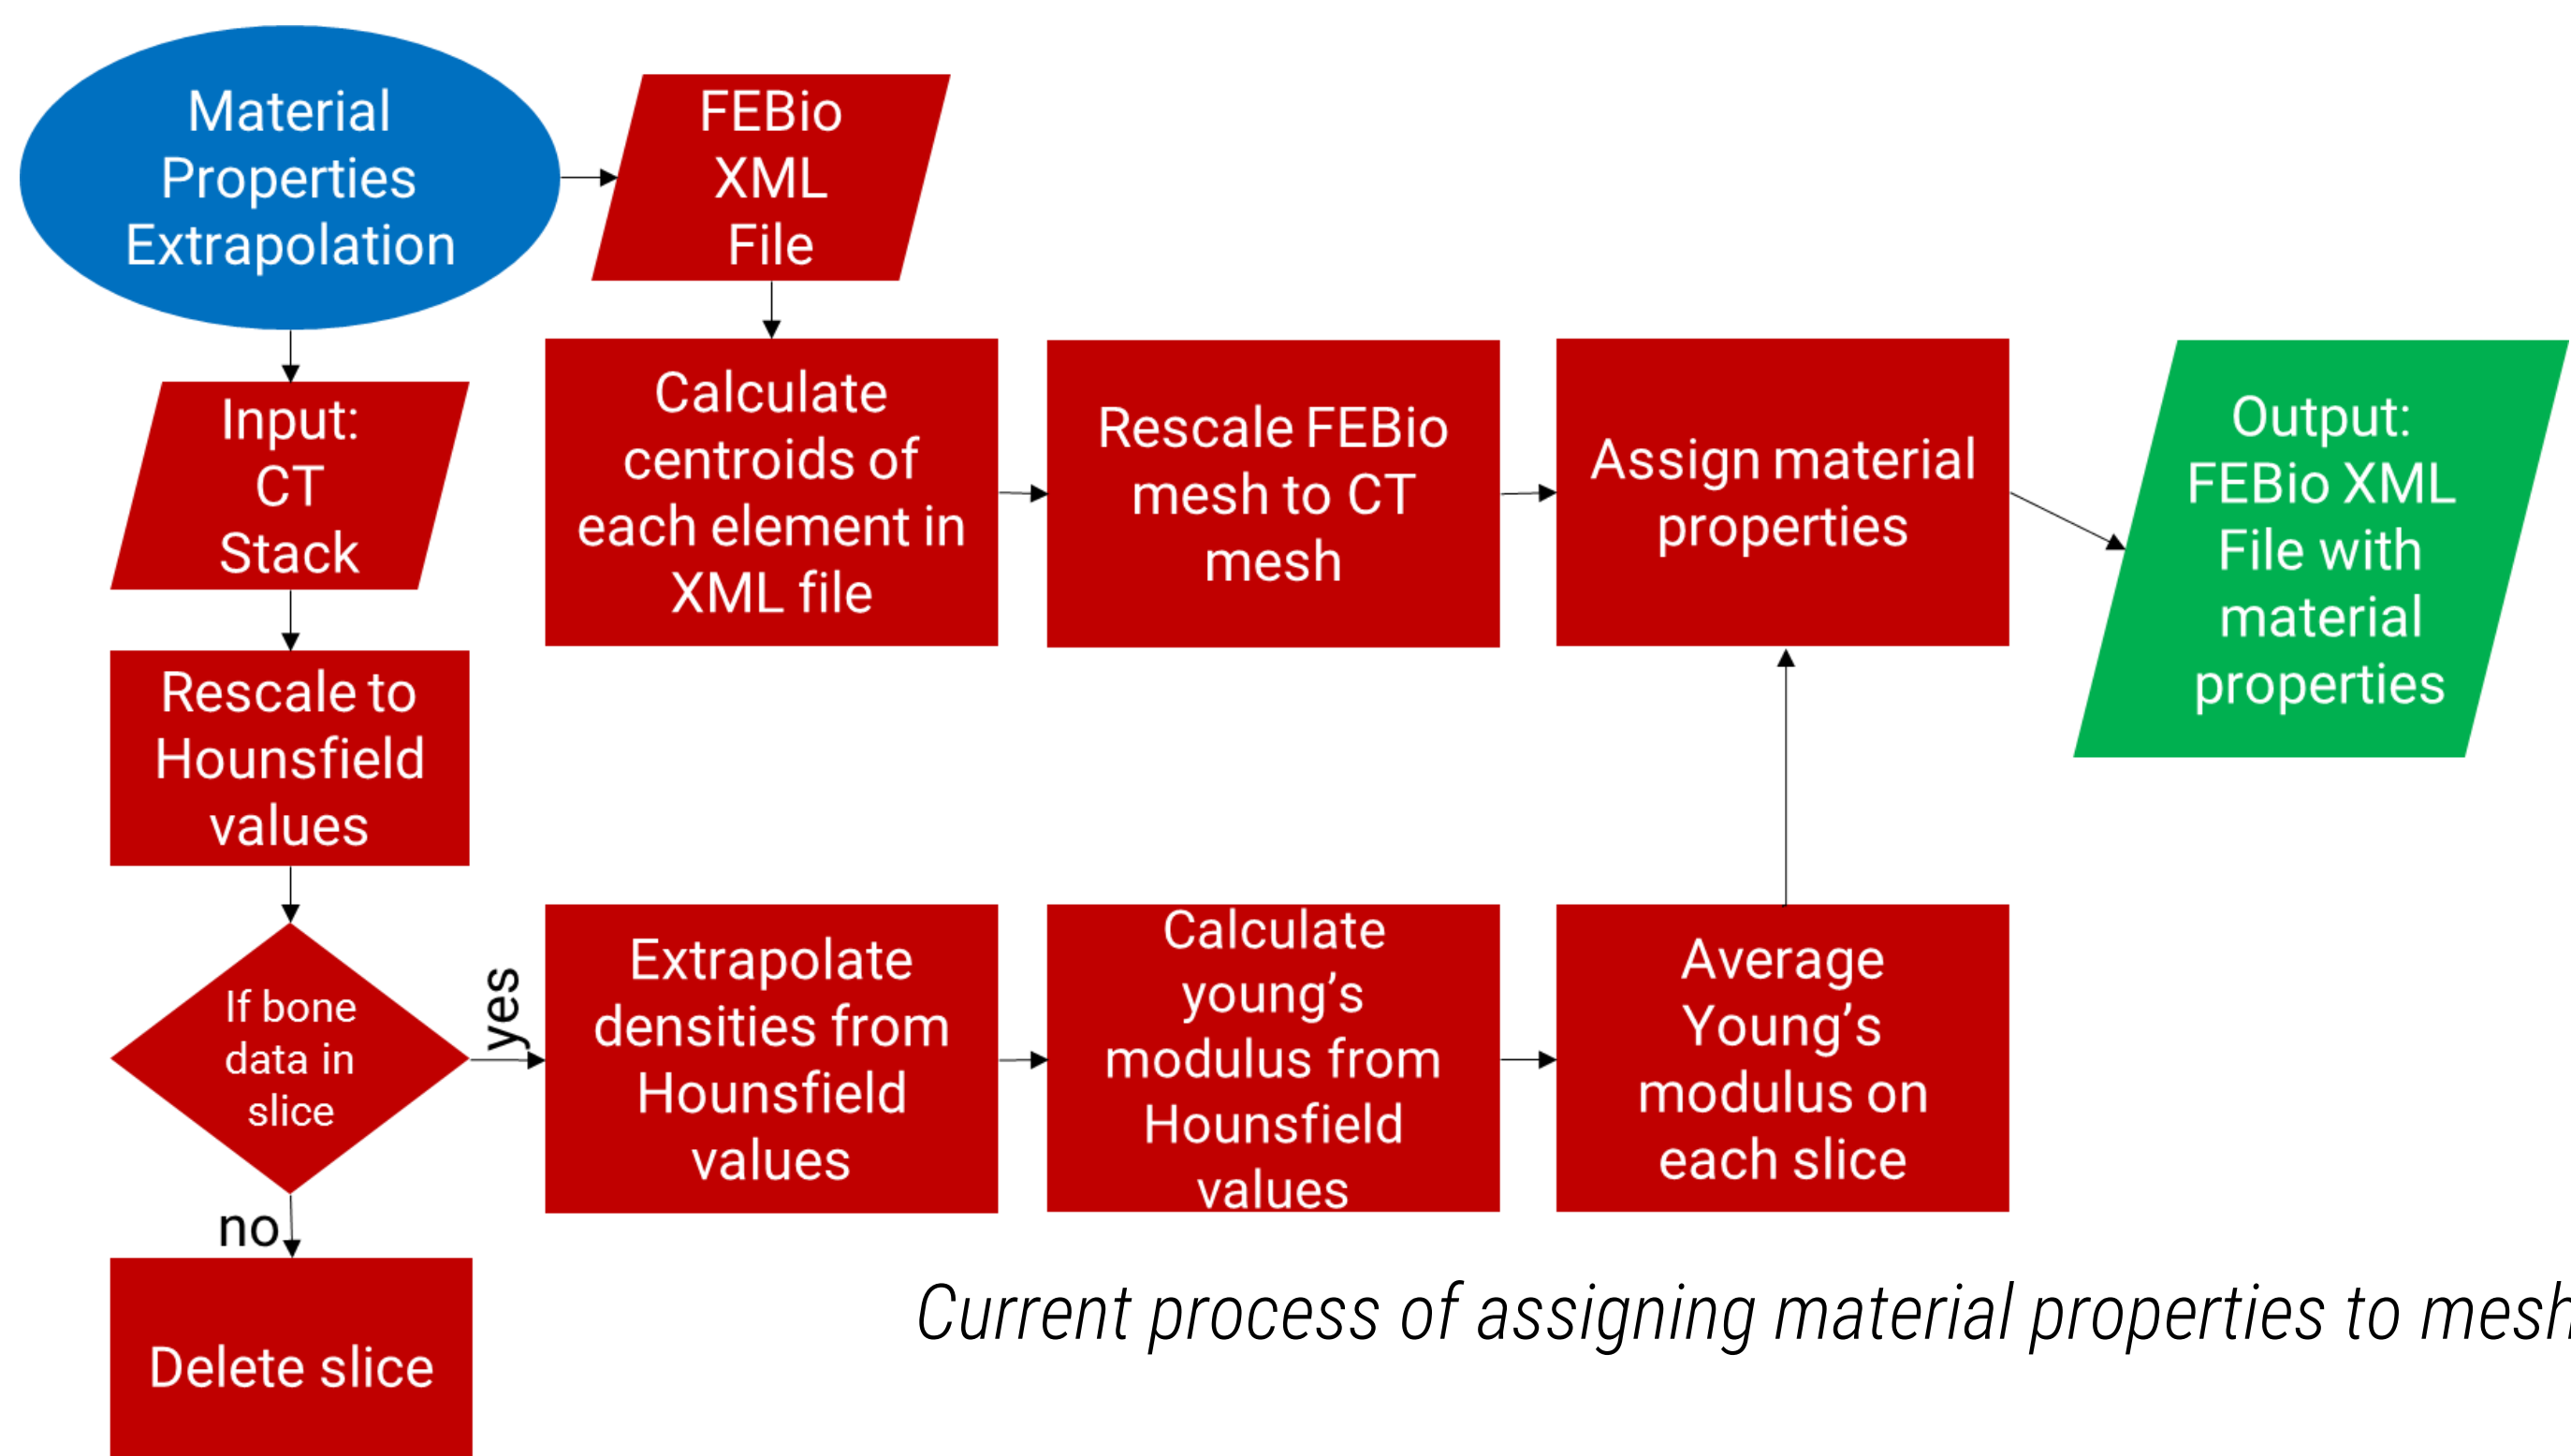 Material
Properties
Extrapolation
FEBio
XML
File
Input:
CT
Stack
Calculate
centroids of
each element in
XML file
Rescale FEBio
mesh to CT
mesh
Assign material
properties
Output:
FEBio XML
File with
material
properties
Rescale to
Hounsfield
values
If bone
data in
slice
yes
Extrapolate
densities from
Hounsfield
values
Calculate
young’s
modulus from
Hounsfield
values
Average
Young’s
modulus on
each slice
no
Delete slice
Current process of assigning material properties to mesh